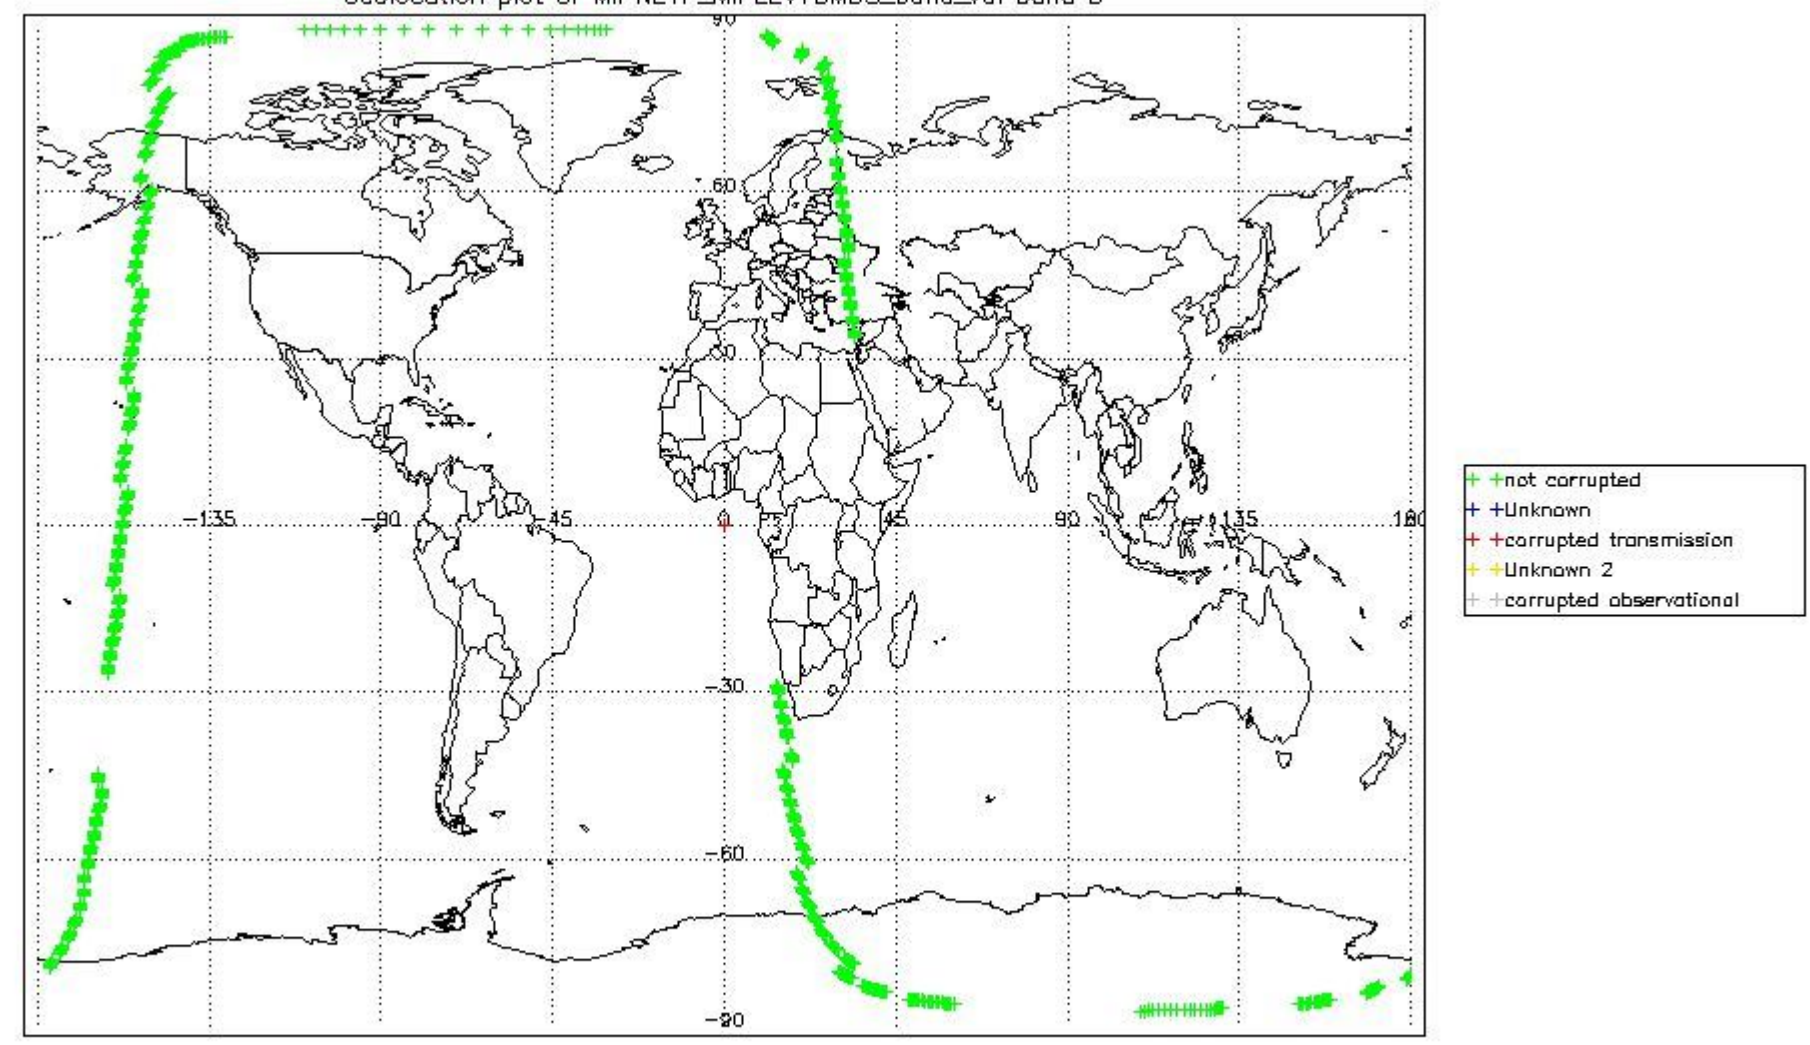 90
60
30
-135 -90 -45 0 45 90 135 180
-30
-60
-90
not corrupted
Unknown
corrupted transmission
Unknown 2
corrupted observational